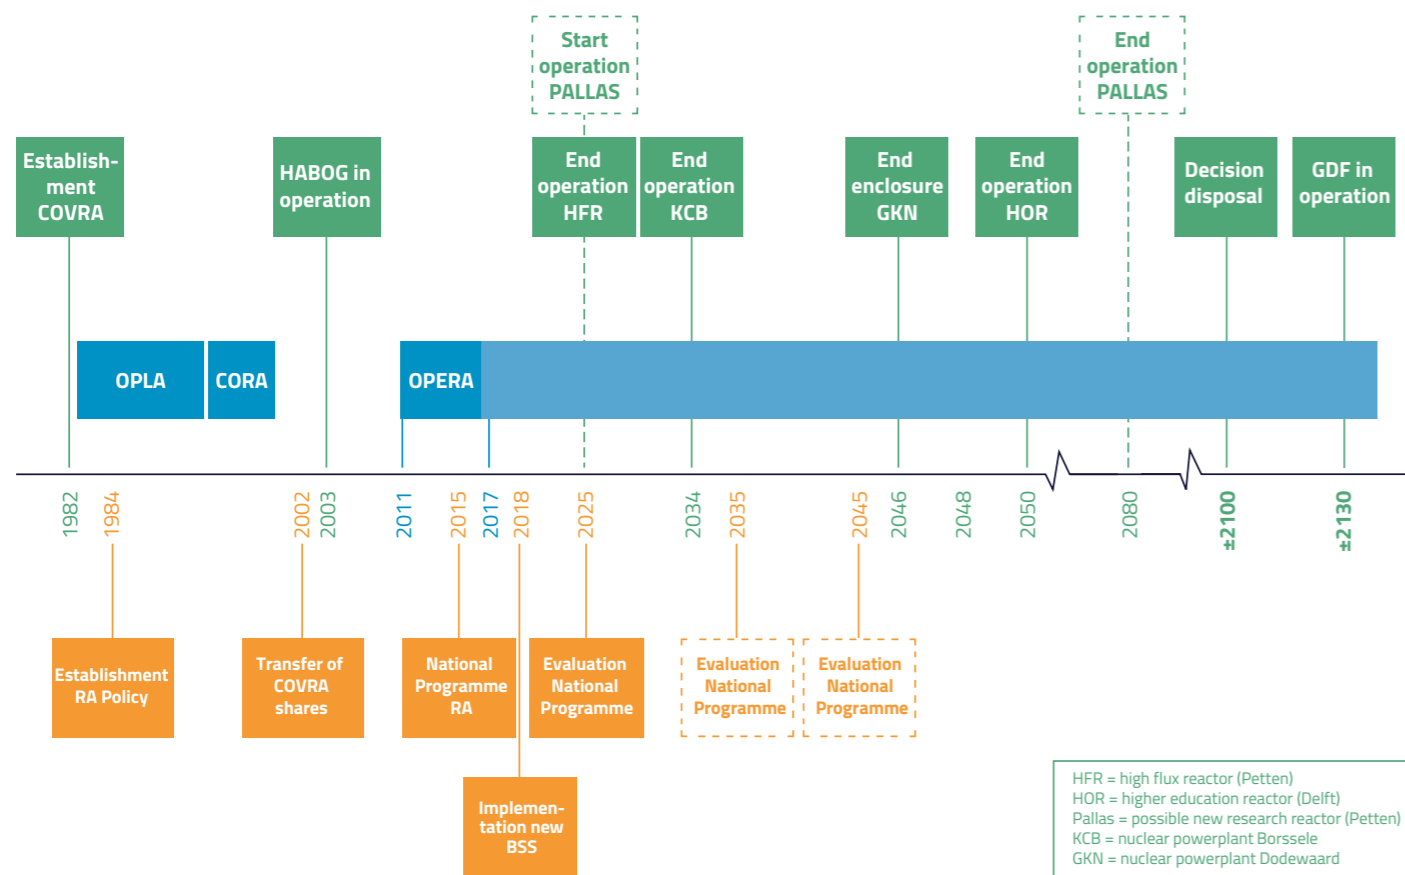 Start
operation
PALLAS
End
operation
PALLAS
Establish-
ment
COVRA
HABOG in
operation
End
operation
HFR
End
operation
KCB
End
enclosure
GKN
End
operation
HOR
Decision
disposal
GDF in
operation
OPLA
CORA
OPERA
1982
1984
2002
2003
2011
2015
2017
2018
2025
2034
2035
2045
2046
2048
2050
2080
±2100
±2130
Establishment
RA Policy
Transfer of
COVRA
shares
National
Programme
RA
Evaluation
National
Programme
Evaluation
National
Programme
Evaluation
National
Programme
Implemen-
tation new
BSS
HFR = high flux reactor (Petten)
HOR = higher education reactor (Delft)
Pallas = possible new research reactor (Petten)
KCB = nuclear powerplant Borssele
GKN = nuclear powerplant Dodewaard